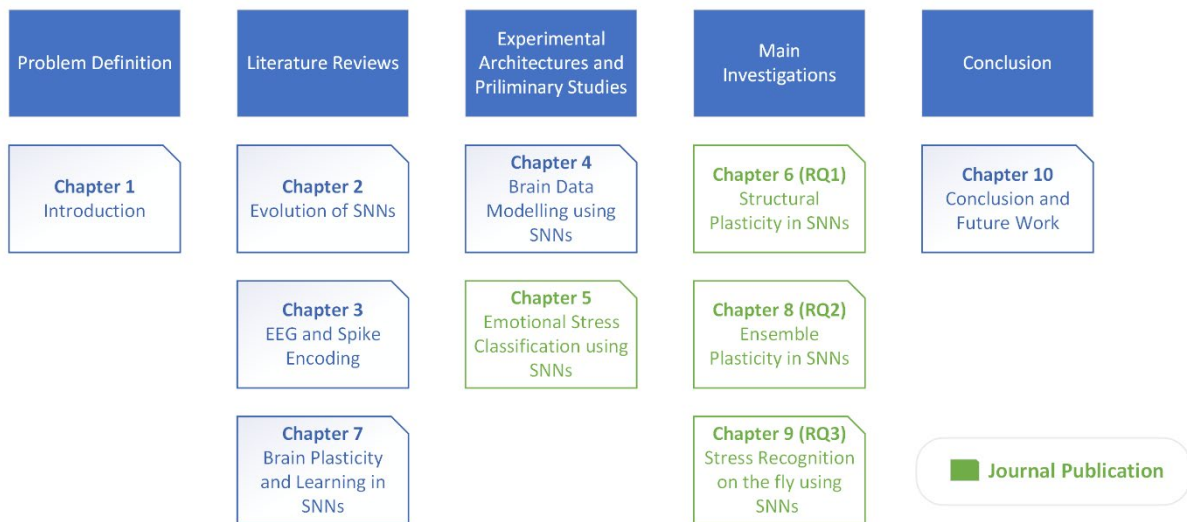 Problem Definition
Literature Reviews
Experimental
Architectures and
Priliminary Studies
Main
Investigations
Conclusion
Chapter 1
Introduction
Chapter 2
Evolution of SNNs
Chapter 4
Brain Data
Modelling using
SNNs
Chapter 6 (RQ1)
Structural
Plasticity in SNNs
Chapter 10
Conclusion and
Future Work
Chapter 3
EEG and Spike
Encoding
Chapter 5
Emotional Stress
Classification using
SNNs
Chapter 8 (RQ2)
Ensemble
Plasticity in SNNs
Chapter 7
Brain Plasticity
and Learning in
SNNs
Chapter 9 (RQ3)
Stress Recognition
on the fly using
SNNs
Journal Publication